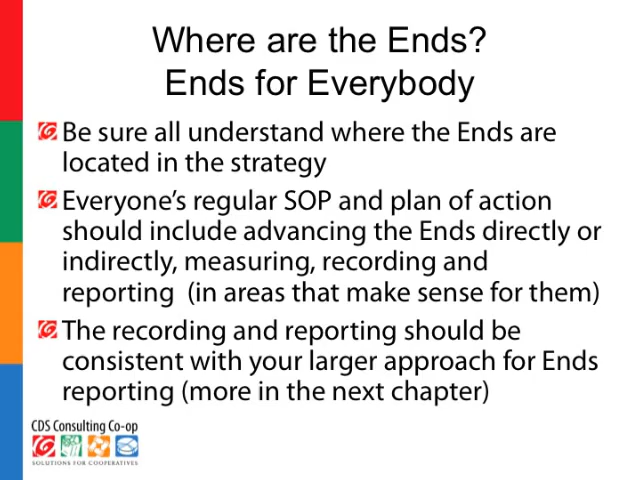 Where are the Ends?
Ends for Everybody
Be sure all understand where the Ends are
located in the strategy
Everyone’s regular SOP and plan of action
should include advancing the Ends directly or
indirectly, measuring, recording and
reporting  (in areas that make sense for them)
The recording and reporting should be
consistent with your larger approach for Ends
reporting (more in the next chapter)
CDS Consulting Co-op
SOLUTIONS FOR COOPERATIVES